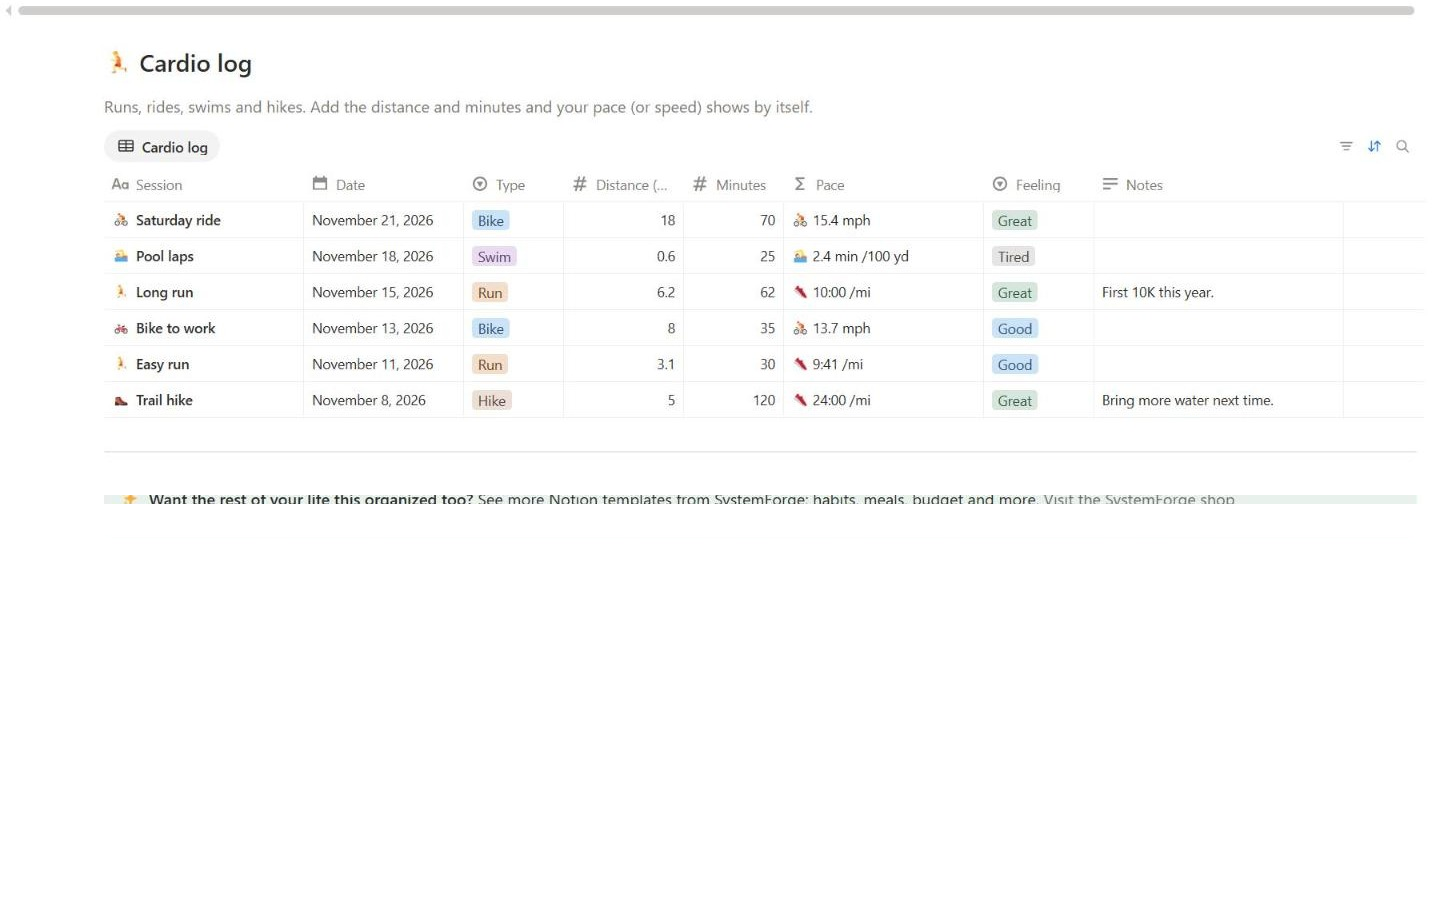 Cardio log
Runs, rides, swims and hikes. Add the distance and minutes and your pace (or speed) shows by itself.
Cardio log
Aa Session Date Type # Distance (... # Minutes Σ Pace Feeling Notes
Saturday ride November 21, 2026 Bike 18 70 15.4 mph Great
Pool laps November 18, 2026 Swim 0.6 25 2.4 min /100 yd Tired
Long run November 15, 2026 Run 6.2 62 10:00 /mi Great First 10K this year.
Bike to work November 13, 2026 Bike 8 35 13.7 mph Good
Easy run November 11, 2026 Run 3.1 30 9:41 /mi Good
Trail hike November 8, 2026 Hike 5 120 24:00 /mi Great Bring more water next time.
Want the rest of your life this organized too? See more Notion templates from SystemForge: habits, meals, budget and more. Visit the SystemForge shop